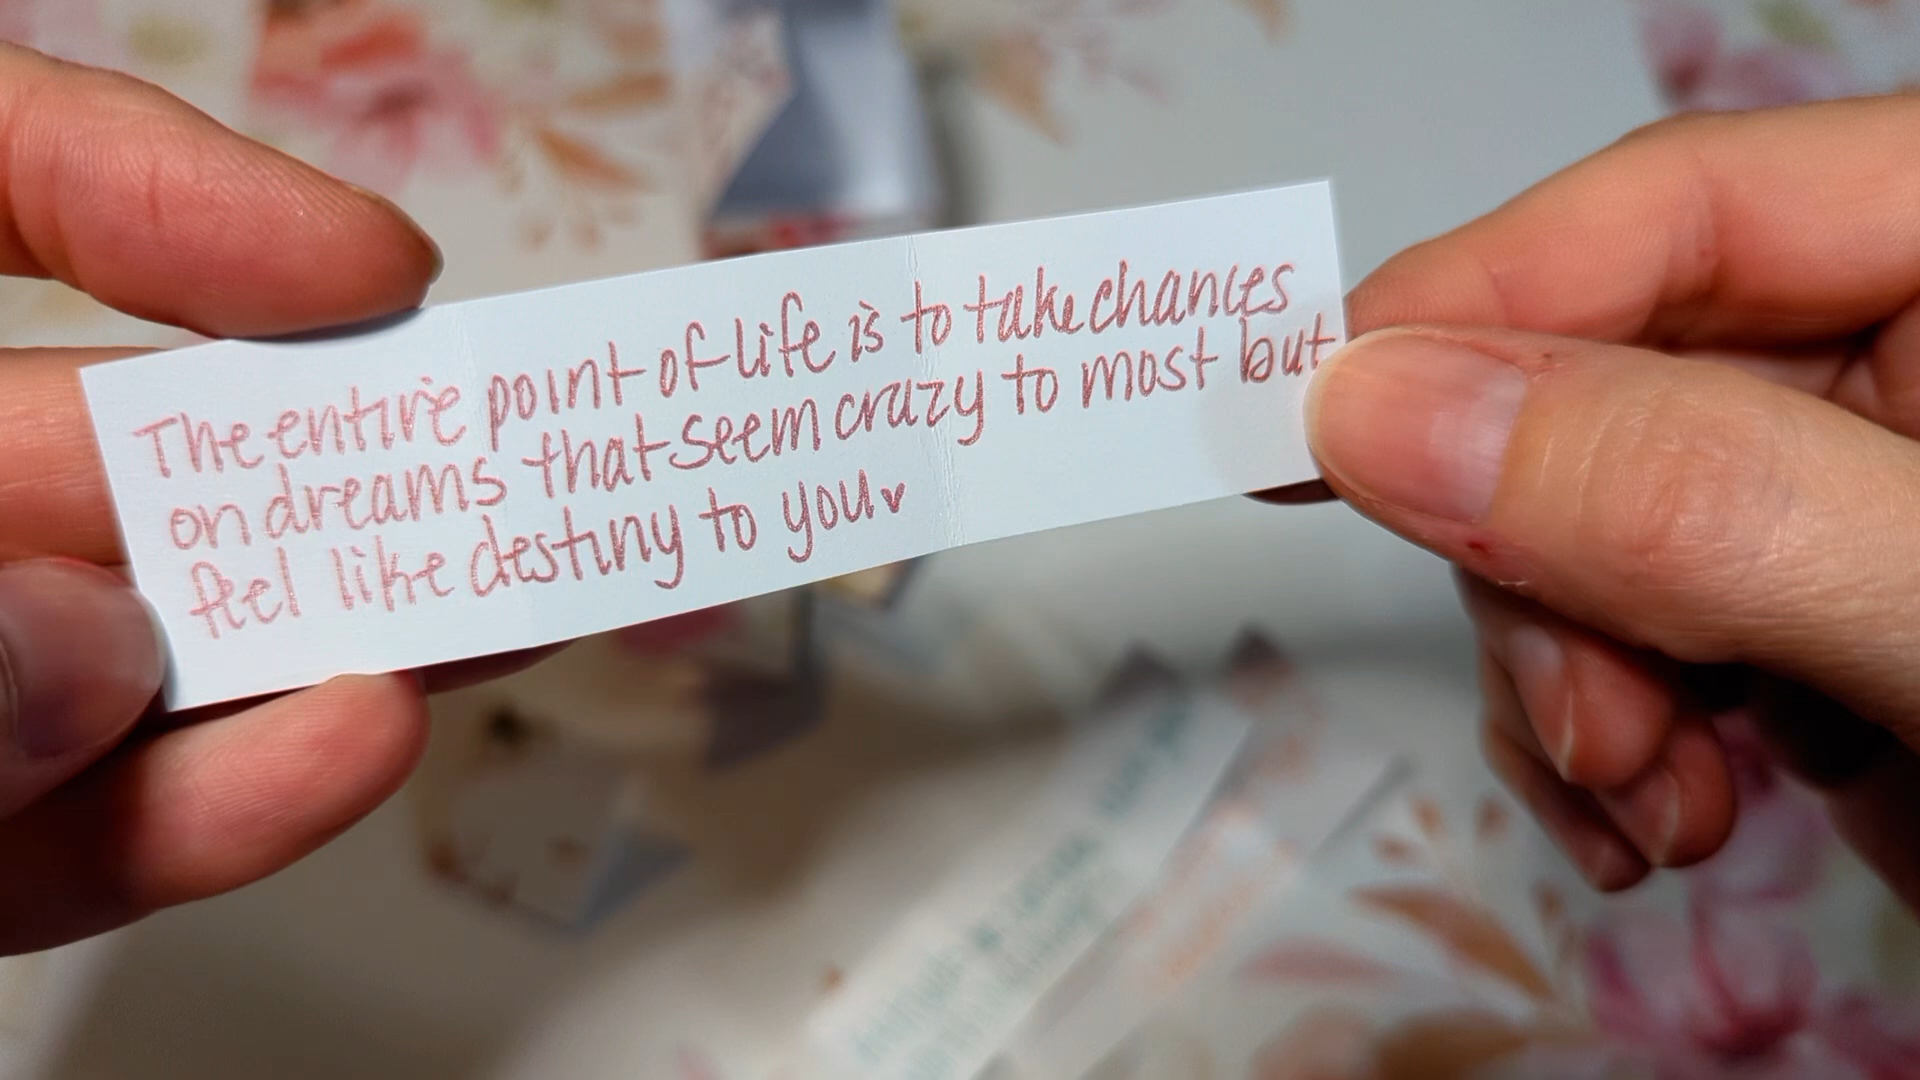 The entire point of life is to take chances
on dreams that seem crazy to most but
feel like destiny to you♥